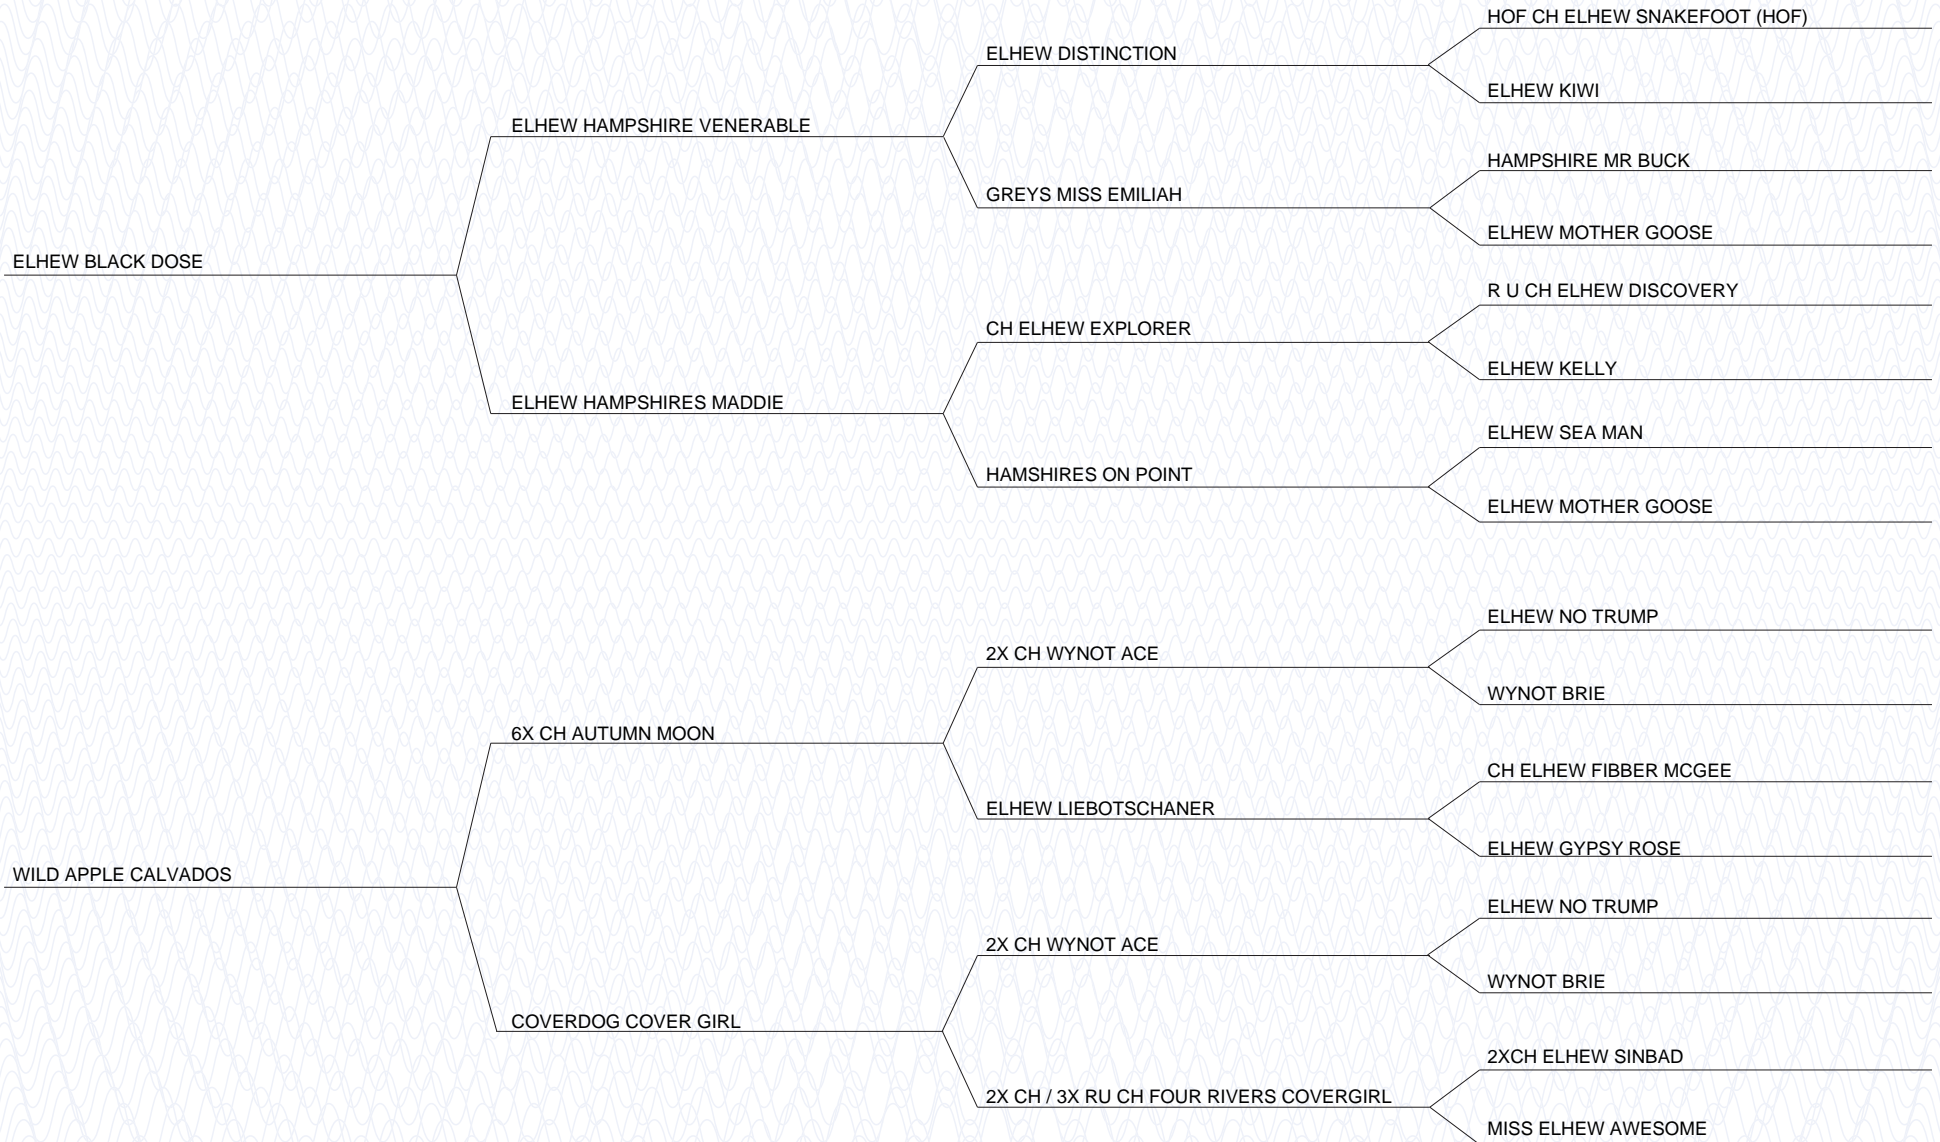 HOF CH ELHEW SNAKEFOOT (HOF)
ELHEW DISTINCTION
ELHEW KIWI
ELHEW HAMPSHIRE VENERABLE
HAMPSHIRE MR BUCK
GREYS MISS EMILIAH
ELHEW MOTHER GOOSE
ELHEW BLACK DOSE
R U CH ELHEW DISCOVERY
CH ELHEW EXPLORER
ELHEW KELLY
ELHEW HAMPSHIRES MADDIE
ELHEW SEA MAN
HAMSHIRES ON POINT
ELHEW MOTHER GOOSE
ELHEW NO TRUMP
2X CH WYNOT ACE
WYNOT BRIE
6X CH AUTUMN MOON
CH ELHEW FIBBER MCGEE
ELHEW LIEBOTSCHANER
ELHEW GYPSY ROSE
WILD APPLE CALVADOS
ELHEW NO TRUMP
2X CH WYNOT ACE
WYNOT BRIE
COVERDOG COVER GIRL
2XCH ELHEW SINBAD
2X CH / 3X RU CH FOUR RIVERS COVERGIRL
MISS ELHEW AWESOME